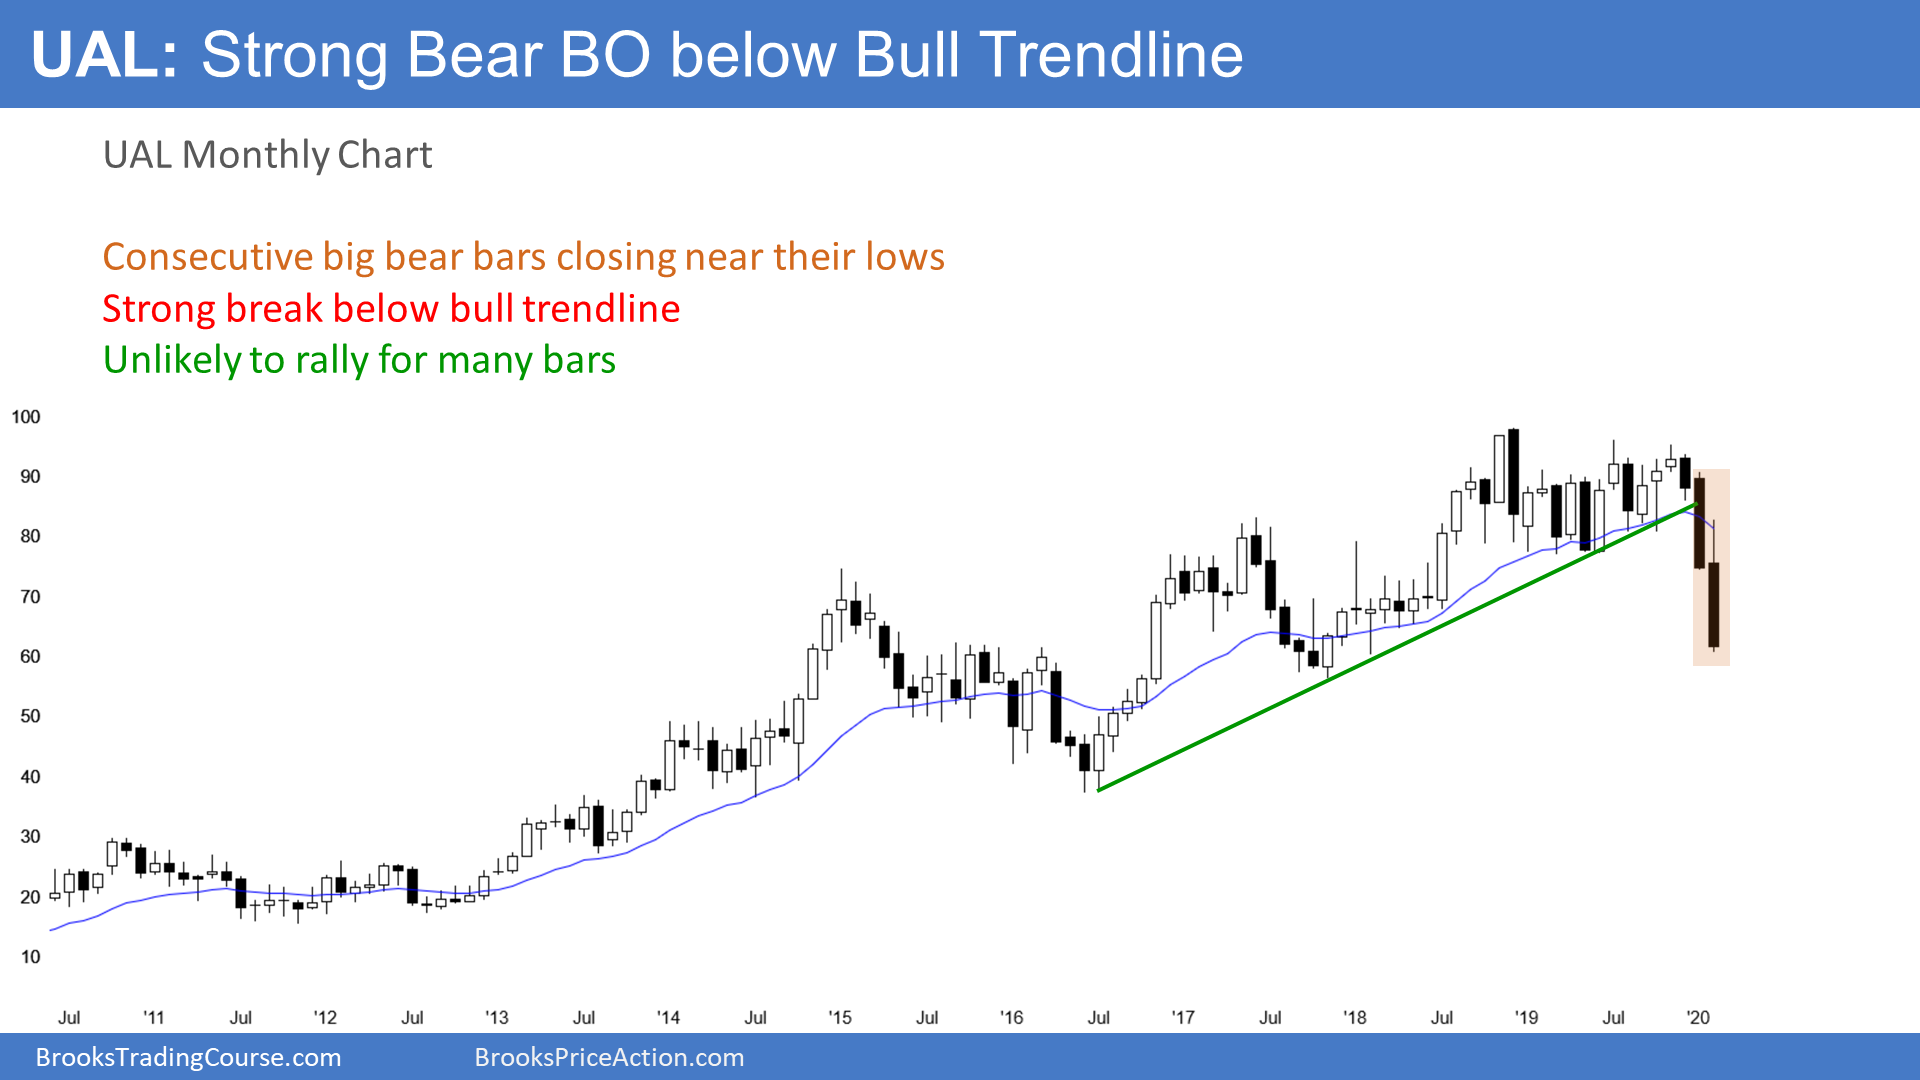 UAL: Strong Bear BO below Bull Trendline
UAL Monthly Chart
Consecutive big bear bars closing near their lows
Strong break below bull trendline
Unlikely to rally for many bars
100
90
80
70
60
50
40
30
20
10
Jul '11 Jul '12 Jul '13 Jul '14 Jul '15 Jul '16 Jul '17 Jul '18 Jul '19 Jul '20
BrooksTradingCourse.com BrooksPriceAction.com